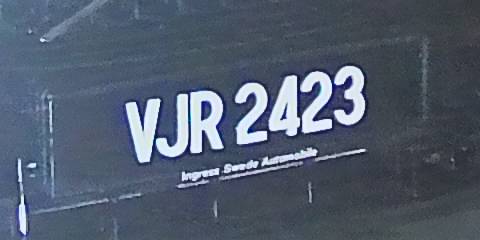 VJR 2423
Ingress Swede Automobile